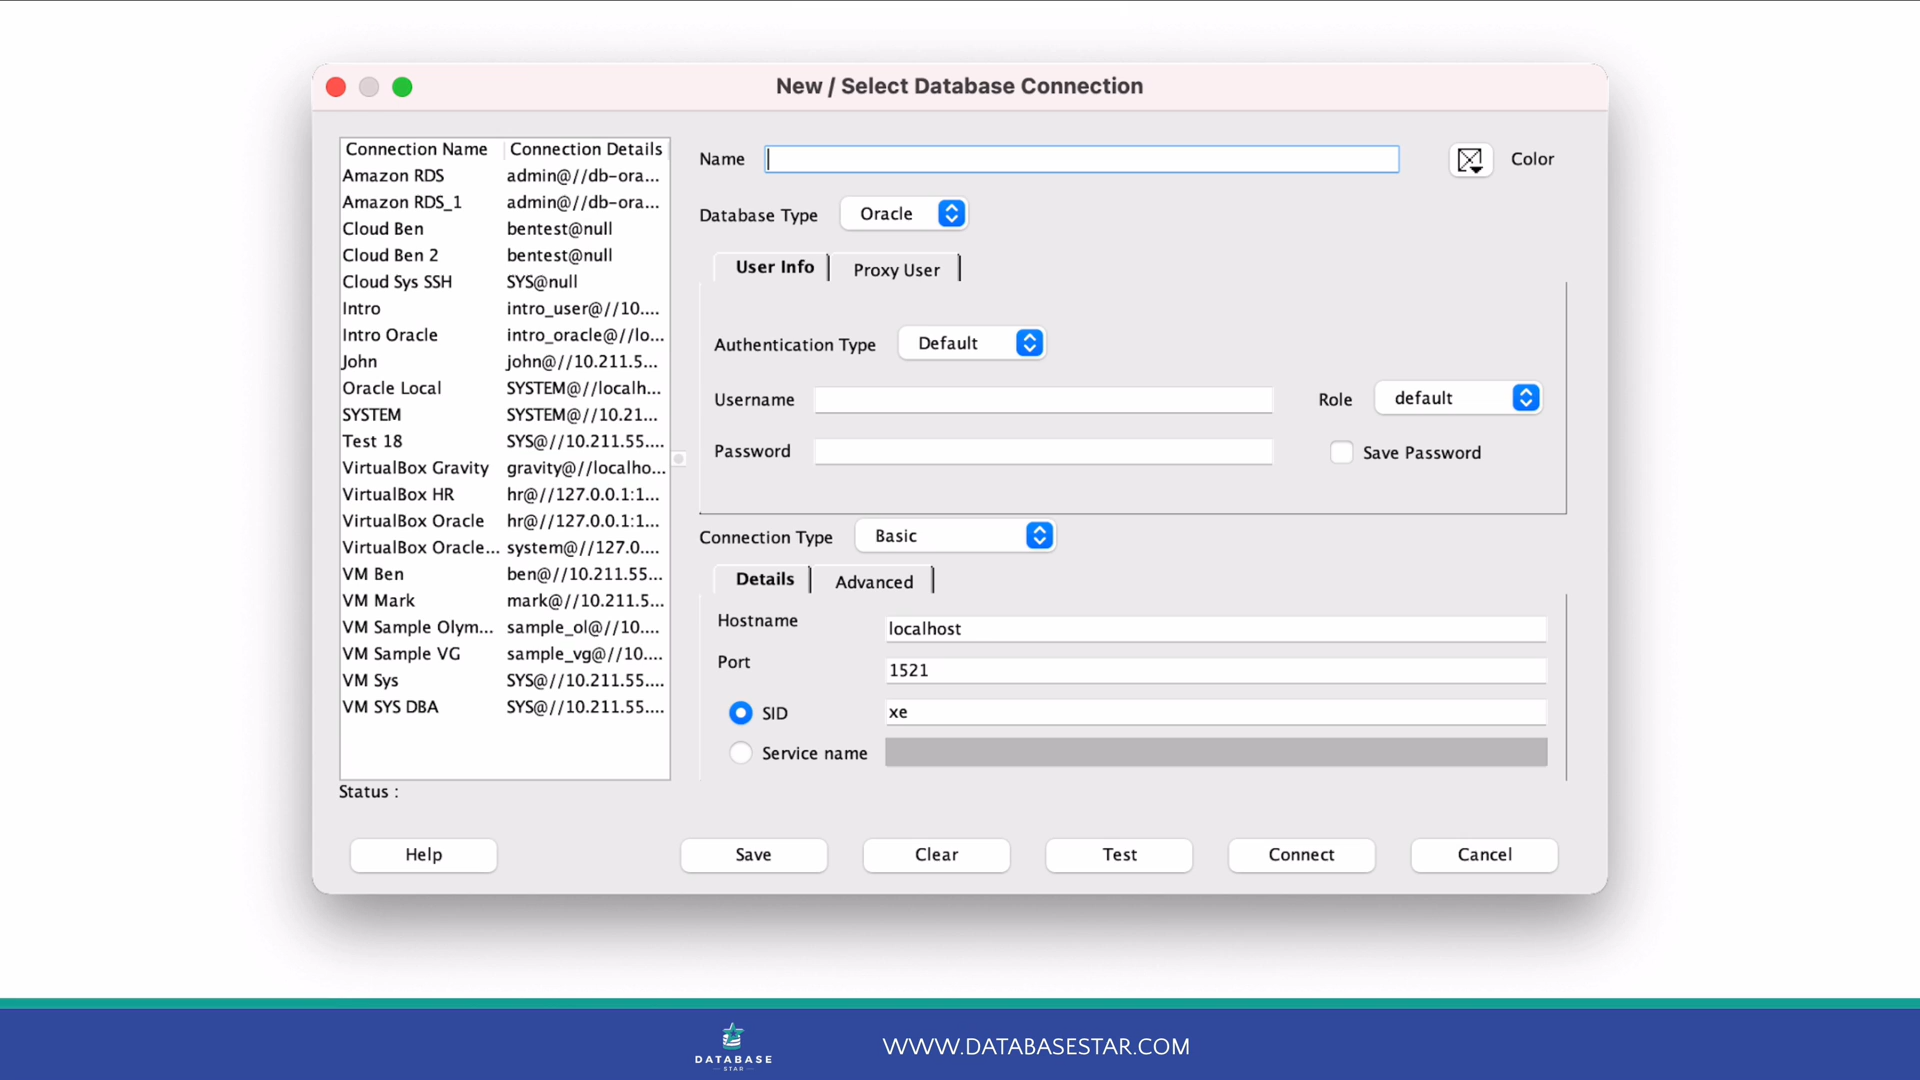 New / Select Database Connection
Connection Name Connection Details
Amazon RDS admin@//db-ora...
Amazon RDS_1 admin@//db-ora...
Cloud Ben bentest@null
Cloud Ben 2 bentest@null
Cloud Sys SSH SYS@null
Intro intro_user@//10....
Intro Oracle intro_oracle@//lo...
John john@//10.211.5...
Oracle Local SYSTEM@//localh...
SYSTEM SYSTEM@//10.21...
Test 18 SYS@//10.211.55....
VirtualBox Gravity gravity@//localho...
VirtualBox HR hr@//127.0.0.1:1...
VirtualBox Oracle hr@//127.0.0.1:1...
VirtualBox Oracle... system@//127.0....
VM Ben ben@//10.211.55...
VM Mark mark@//10.211.5...
VM Sample Olym... sample_ol@//10....
VM Sample VG sample_vg@//10....
VM Sys SYS@//10.211.55....
VM SYS DBA SYS@//10.211.55....
Status :
Name
Color
Database Type Oracle
User Info Proxy User
Authentication Type Default
Username
Role default
Password
Save Password
Connection Type Basic
Details Advanced
Hostname localhost
Port 1521
SID xe
Service name
Help Save Clear Test Connect Cancel
DATABASE
STAR
WWW.DATABASESTAR.COM